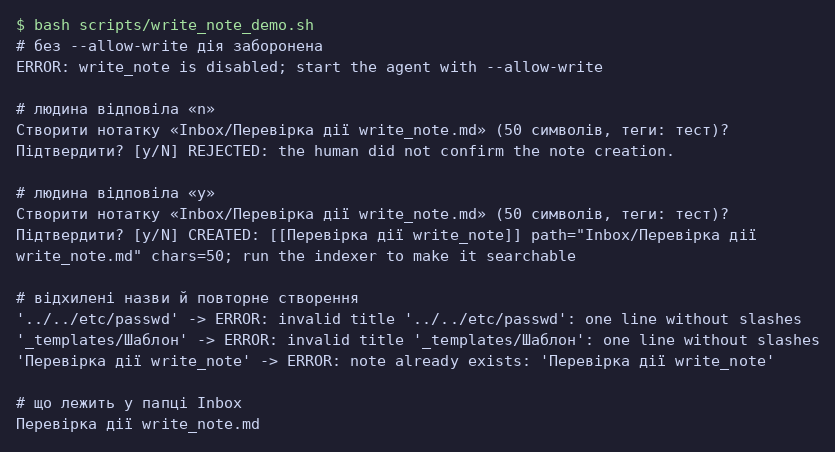 $ bash scripts/write_note_demo.sh
# без --allow-write дія заборонена
ERROR: write_note is disabled; start the agent with --allow-write
# людина відповіла «n»
Створити нотатку «Inbox/Перевірка дії write_note.md» (50 символів, теги: тест)?
Підтвердити? [y/N] REJECTED: the human did not confirm the note creation.
# людина відповіла «y»
Створити нотатку «Inbox/Перевірка дії write_note.md» (50 символів, теги: тест)?
Підтвердити? [y/N] CREATED: [[Перевірка дії write_note]] path="Inbox/Перевірка дії
write_note.md" chars=50; run the indexer to make it searchable
# відхилені назви й повторне створення
'../../etc/passwd' -> ERROR: invalid title '../../etc/passwd': one line without slashes
'_templates/Шаблон' -> ERROR: invalid title '_templates/Шаблон': one line without slashes
'Перевірка дії write_note' -> ERROR: note already exists: 'Перевірка дії write_note'
# що лежить у папці Inbox
Перевірка дії write_note.md